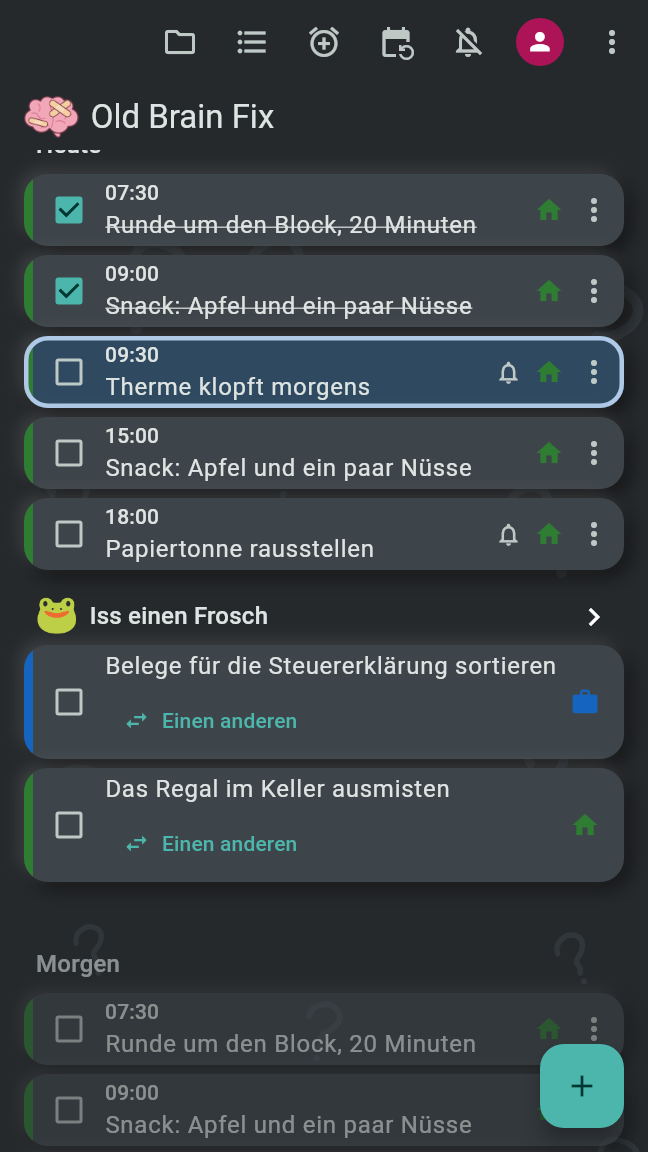 Old Brain Fix
Heute
07:30
Runde um den Block, 20 Minuten
09:00
Snack: Apfel und ein paar Nüsse
09:30
Therme klopft morgens
15:00
Snack: Apfel und ein paar Nüsse
18:00
Papiertonne rausstellen
Iss einen Frosch
Belege für die Steuererklärung sortieren
Einen anderen
Das Regal im Keller ausmisten
Einen anderen
Morgen
07:30
Runde um den Block, 20 Minuten
09:00
Snack: Apfel und ein paar Nüsse